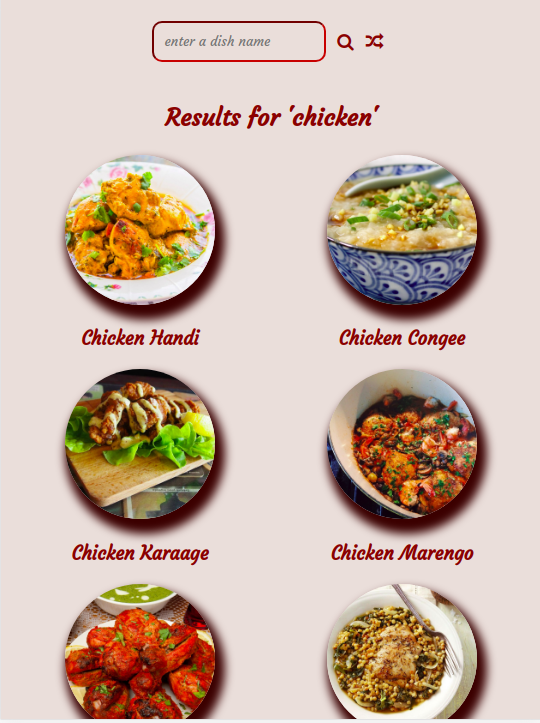 enter a dish name
Results for 'chicken'
Chicken Handi
Chicken Congee
Chicken Karaage
Chicken Marengo